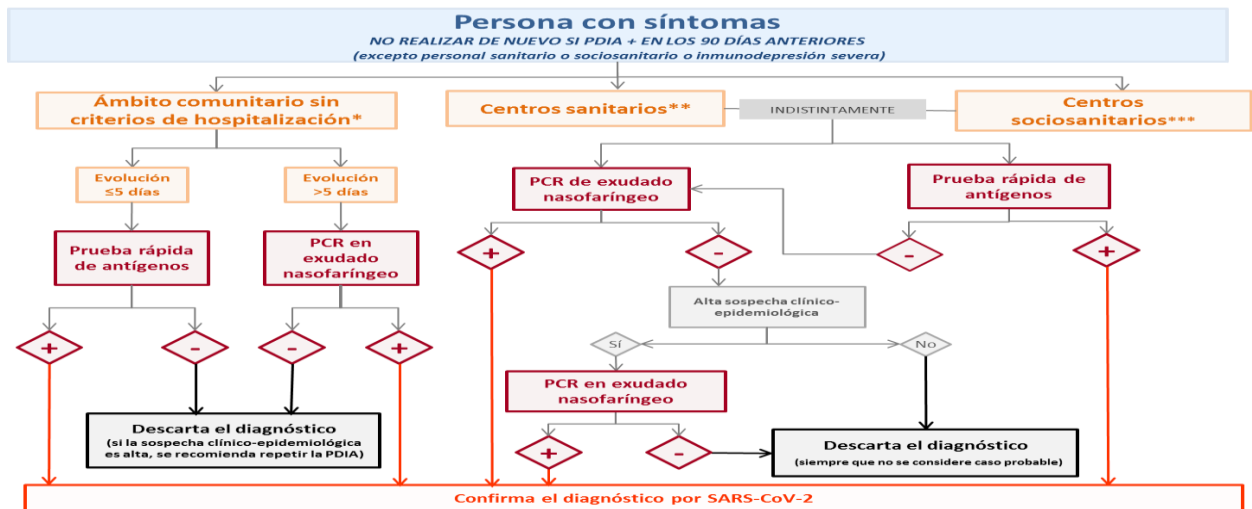 Persona con síntomas
NO REALIZAR DE NUEVO SI PDIA + EN LOS 90 DÍAS ANTERIORES
(excepto personal sanitario o sociosanitario o inmunodepresión severa)
Ámbito comunitario sin
criterios de hospitalización*
Centros sanitarios**
INDISTINTAMENTE
Centros
sociosanitarios***
Evolución
≤5 días
Evolución
>5 días
PCR de exudado
nasofaríngeo
Prueba rápida de
antígenos
Prueba rápida
de antígenos
PCR en
exudado
nasofaríngeo
+
-
-
+
Alta sospecha clínico-
epidemiológica
+
-
-
+
Sí
No
PCR en exudado
nasofaríngeo
Descarta el diagnóstico
(si la sospecha clínico-epidemiológica
es alta, se recomienda repetir la PDIA)
+
-
Descarta el diagnóstico
(siempre que no se considere caso probable)
Confirma el diagnóstico por SARS-CoV-2